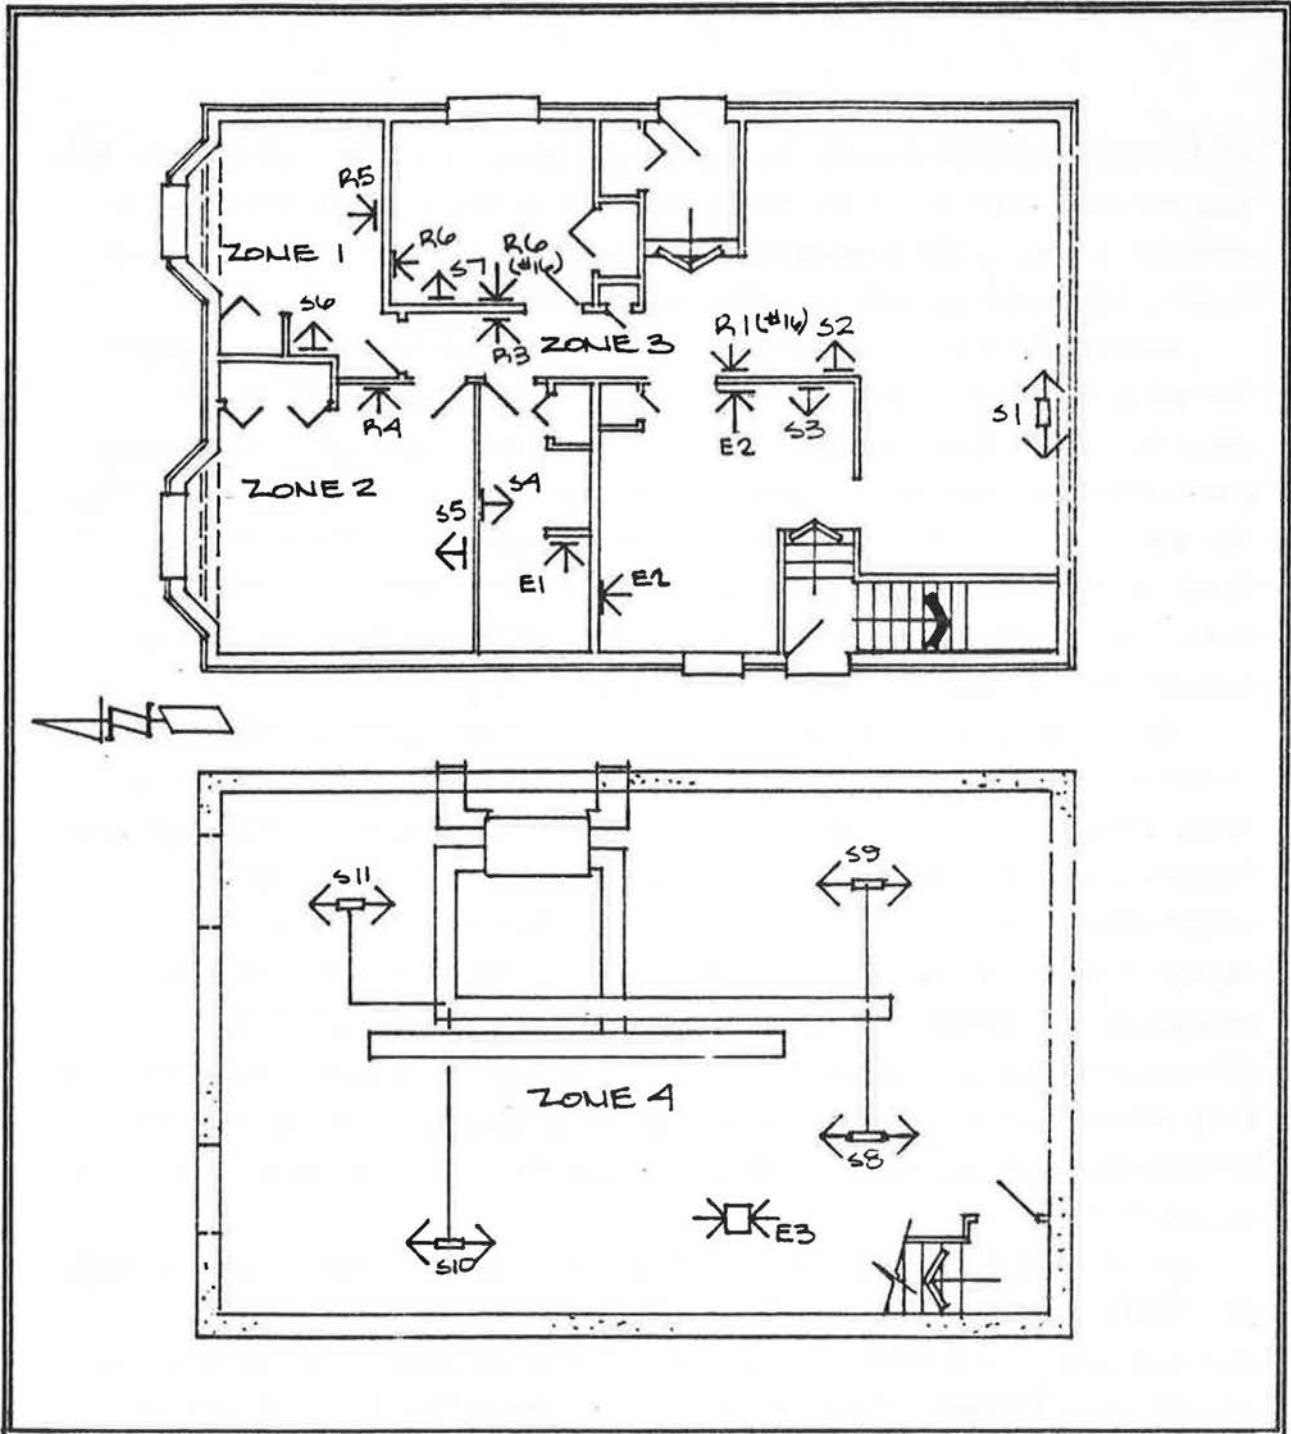 R5
ZONE 1
R6
S7
R6
(#16)
S6
R3
ZONE 3
R1(#16)
S2
S1
R4
E2
S3
ZONE 2
S4
S5
E1
E2
S11
S9
ZONE 4
S8
E3
S10